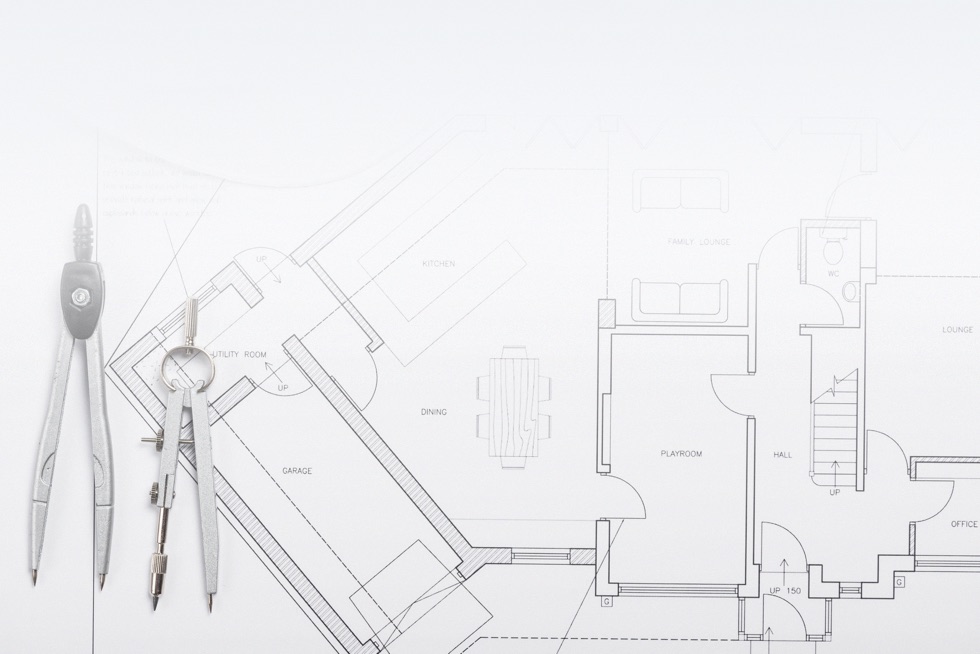 FAMILY LOUNGE
UP
KITCHEN
WC
LOUNGE
UTILITY ROOM
UP
DINING
GARAGE
PLAYROOM
HALL
UP
OFFICE
G
UP 150
G